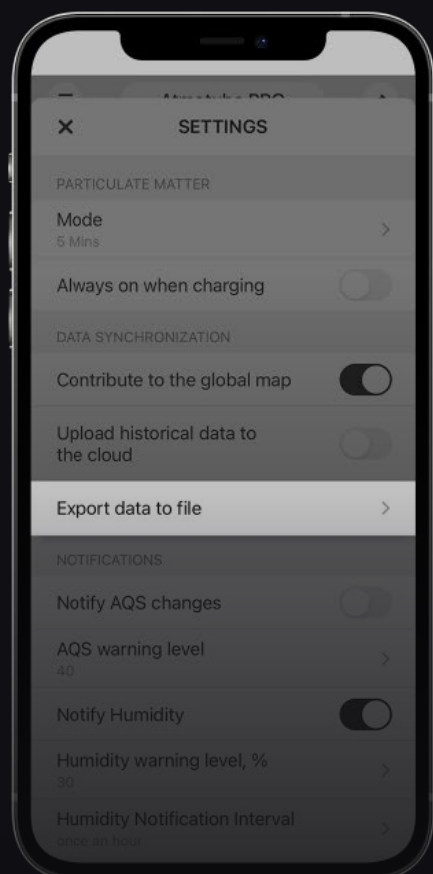 Atmotube PRO
SETTINGS
PARTICULATE MATTER
Mode
5 Mins
Always on when charging
DATA SYNCHRONIZATION
Contribute to the global map
Upload historical data to
the cloud
Export data to file
NOTIFICATIONS
Notify AQS changes
AQS warning level
40
Notify Humidity
Humidity warning level, %
30
Humidity Notification Interval
once an hour